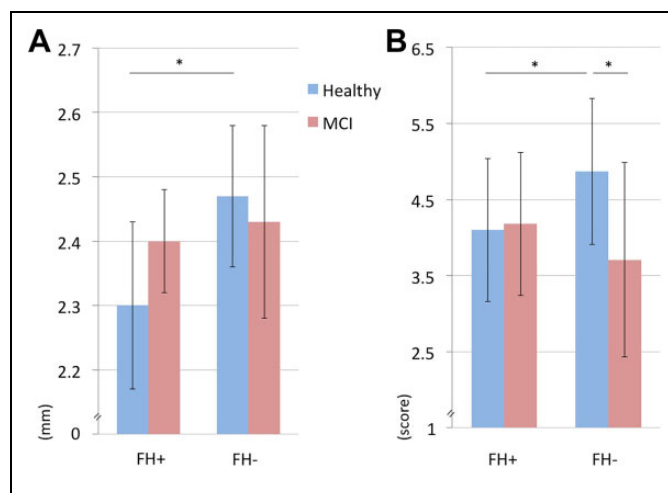 A
2.7
2.6
2.5
2.4
2.3
2.2
0
(mm)
*
FH+
FH-
Healthy
MCI
B
6.5
5.5
4.5
3.5
2.5
1
(score)
*
*
FH+
FH-